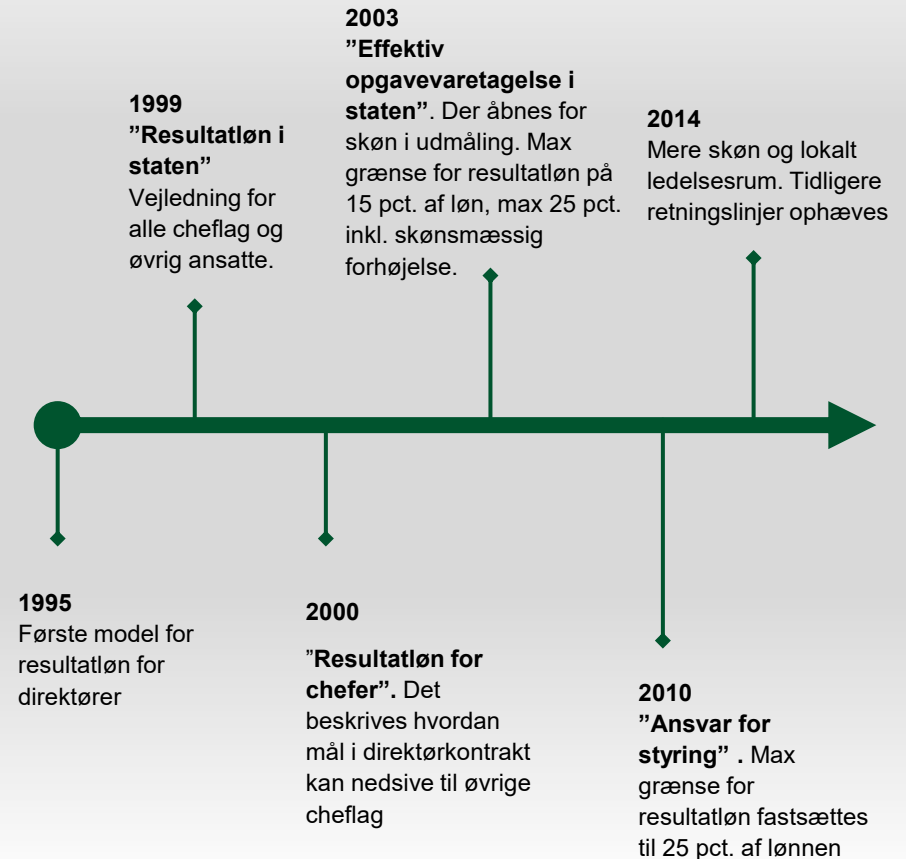 1995
Første model for
resultatløn for
direktører
1999
”Resultatløn i
staten”
Vejledning for
alle cheflag og
øvrig ansatte.
2000
”Resultatløn for
chefer”. Det
beskrives hvordan
mål i direktørkontrakt
kan nedsive til øvrige
cheflag
2003
”Effektiv
opgavevaretagelse i
staten”. Der åbnes for
skøn i udmåling. Max
grænse for resultatløn på
15 pct. af løn, max 25 pct.
inkl. skønsmæssig
forhøjelse.
2010
”Ansvar for
styring” . Max
grænse for
resultatløn fastsættes
til 25 pct. af lønnen
2014
Mere skøn og lokalt
ledelsesrum. Tidligere
retningslinjer ophæves